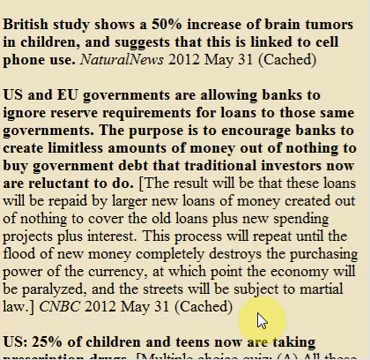 British study shows a 50% increase of brain tumors
in children, and suggests that this is linked to cell
phone use. NaturalNews 2012 May 31 (Cached)
US and EU governments are allowing banks to
ignore reserve requirements for loans to those same
governments. The purpose is to encourage banks to
create limitless amounts of money out of nothing to
buy government debt that traditional investors now
are reluctant to do. [The result will be that these loans
will be repaid by larger new loans of money created out
of nothing to cover the old loans plus new spending
projects plus interest. This process will repeat until the
flood of new money completely destroys the purchasing
power of the currency, at which point the economy will
be paralyzed, and the streets will be subject to martial
law.] CNBC 2012 May 31 (Cached)
US: 25% of children and teens now are taking
prescription drugs. [Multiple choice quiz: (A) All these